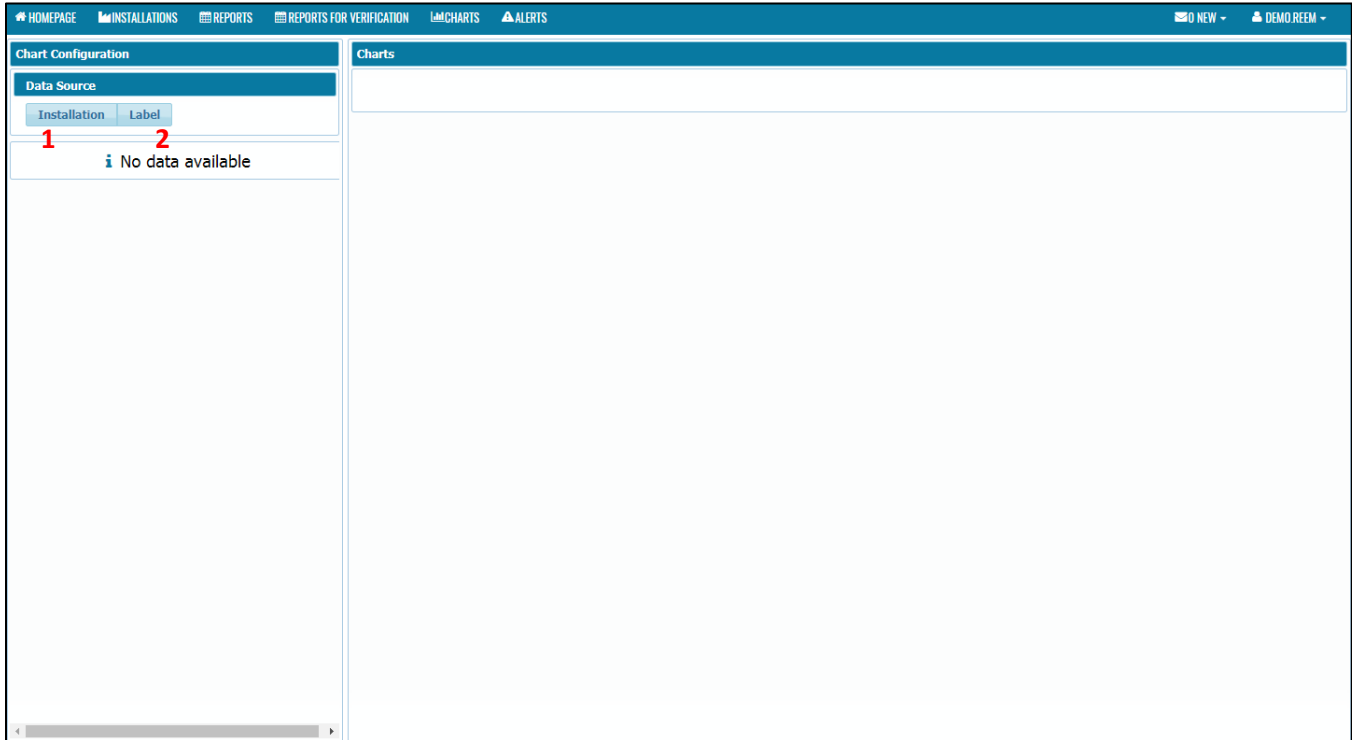 HOMEPAGE INSTALLATIONS REPORTS REPORTS FOR VERIFICATION CHARTS ALERTS 0 NEW DEMO.REEM
Chart Configuration
Data Source
Installation Label
1 2
No data available
Charts